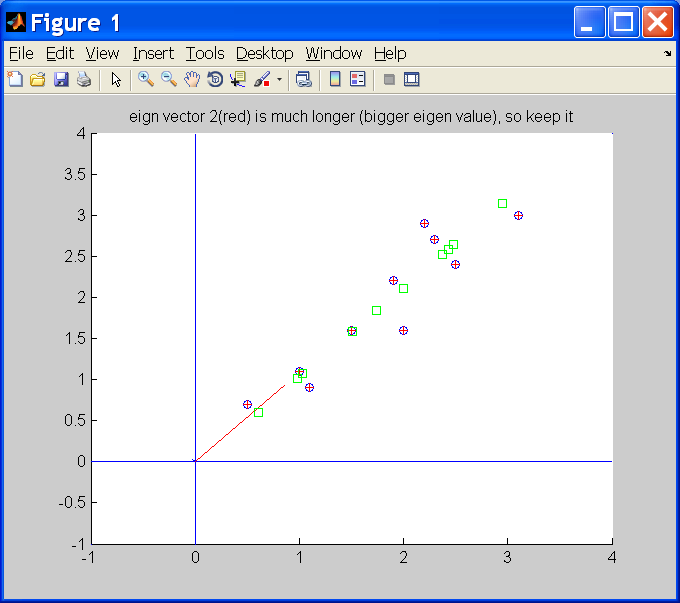 Figure 1
File Edit View Insert Tools Desktop Window Help
eign vector 2(red) is much longer (bigger eigen value), so keep it
4
3.5
3
2.5
2
1.5
1
0.5
0
-0.5
-1
-1 0 1 2 3 4